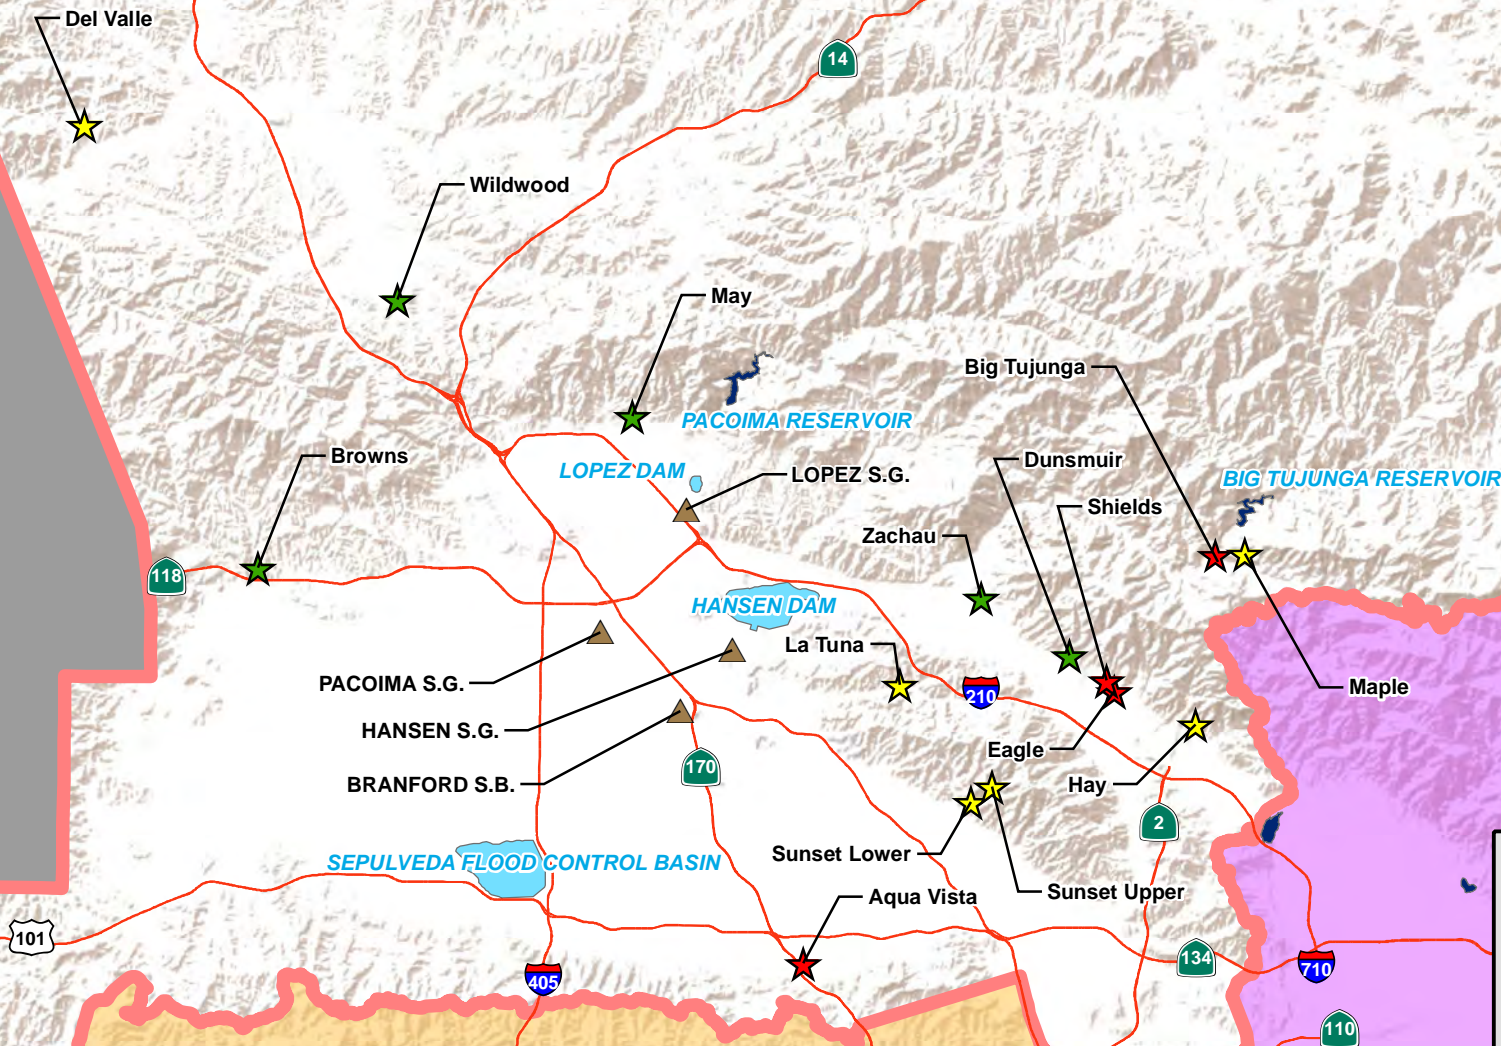 Del Valle
14
Wildwood
May
Big Tujunga
PACOIMA RESERVOIR
Browns
Dunsmuir
LOPEZ DAM
LOPEZ S.G.
BIG TUJUNGA RESERVOIR
Shields
Zachau
118
HANSEN DAM
La Tuna
PACOIMA S.G.
Maple
210
HANSEN S.G.
Eagle
170
BRANFORD S.B.
Hay
2
Sunset Lower
SEPULVEDA FLOOD CONTROL BASIN
Sunset Upper
Aqua Vista
101
134
710
405
110